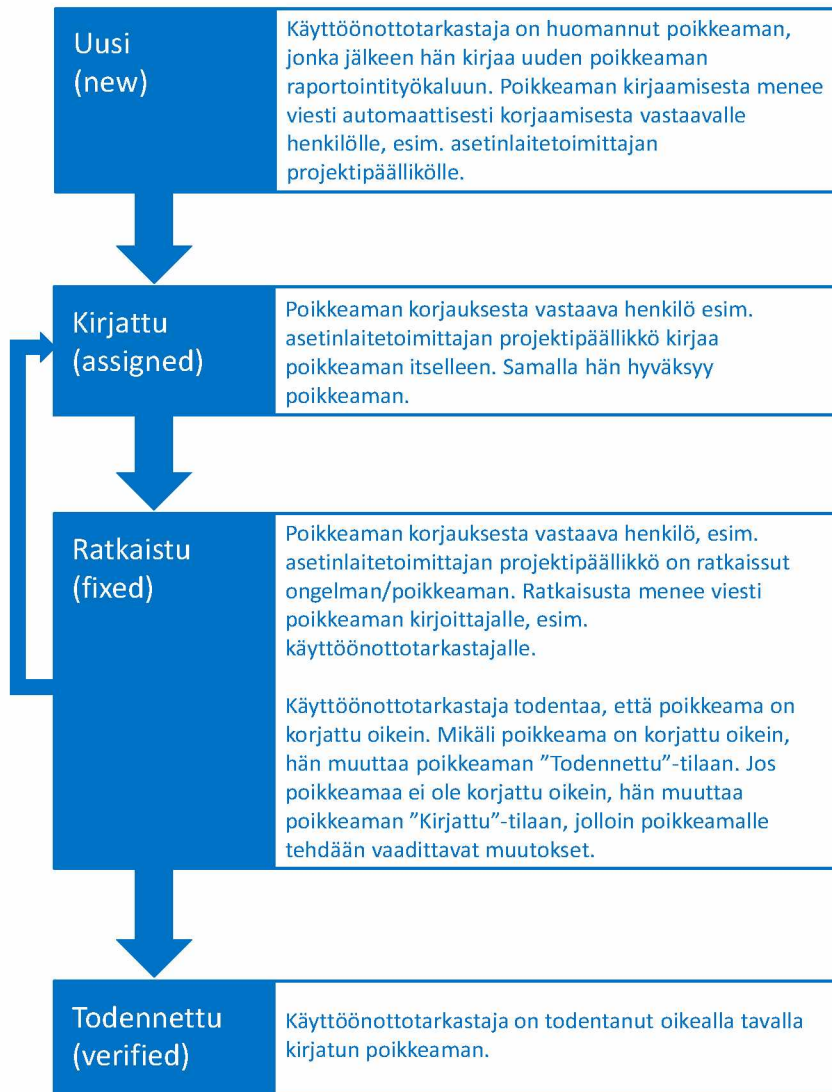 Uusi
(new)
Käyttöönottotarkastaja on huomannut poikkeaman,
jonka jälkeen hän kirjaa uuden poikkeaman
raportointityökaluun. Poikkeaman kirjaamisesta menee
viesti automaattisesti korjaamisesta vastaavalle
henkilölle, esim. asetinlaitetoimittajan
projektipäällikölle.
Kirjattu
(assigned)
Poikkeaman korjauksesta vastaava henkilö esim.
asetinlaitetoimittajan projektipäällikkö kirjaa
poikkeaman itselleen. Samalla hän hyväksyy
poikkeaman.
Ratkaistu
(fixed)
Poikkeaman korjauksesta vastaava henkilö, esim.
asetinlaitetoimittajan projektipäällikkö on ratkaissut
ongelman/poikkeaman. Ratkaisusta menee viesti
poikkeaman kirjoittajalle, esim.
käyttöönottotarkastajalle.
Käyttöönottotarkastaja todentaa, että poikkeama on
korjattu oikein. Mikäli poikkeama on korjattu oikein,
hän muuttaa poikkeaman ”Todennettu”-tilaan. Jos
poikkeamaa ei ole korjattu oikein, hän muuttaa
poikkeaman ”Kirjattu”-tilaan, jolloin poikkeamalle
tehdään vaadittavat muutokset.
Todennettu
(verified)
Käyttöönottotarkastaja on todentanut oikealla tavalla
kirjatun poikkeaman.